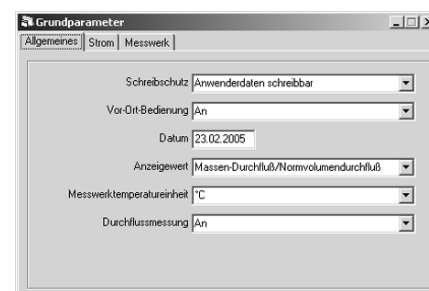 Grundparameter
Allgemeines Strom Messwerk
Schreibschutz Anwenderdaten schreibbar
Vor-Ort-Bedienung An
Datum 23.02.2005
Anzeigewert Massen-Durchfluß/Normvolumendurchfluß
Messwerktemperatureinheit °C
Durchflussmessung An